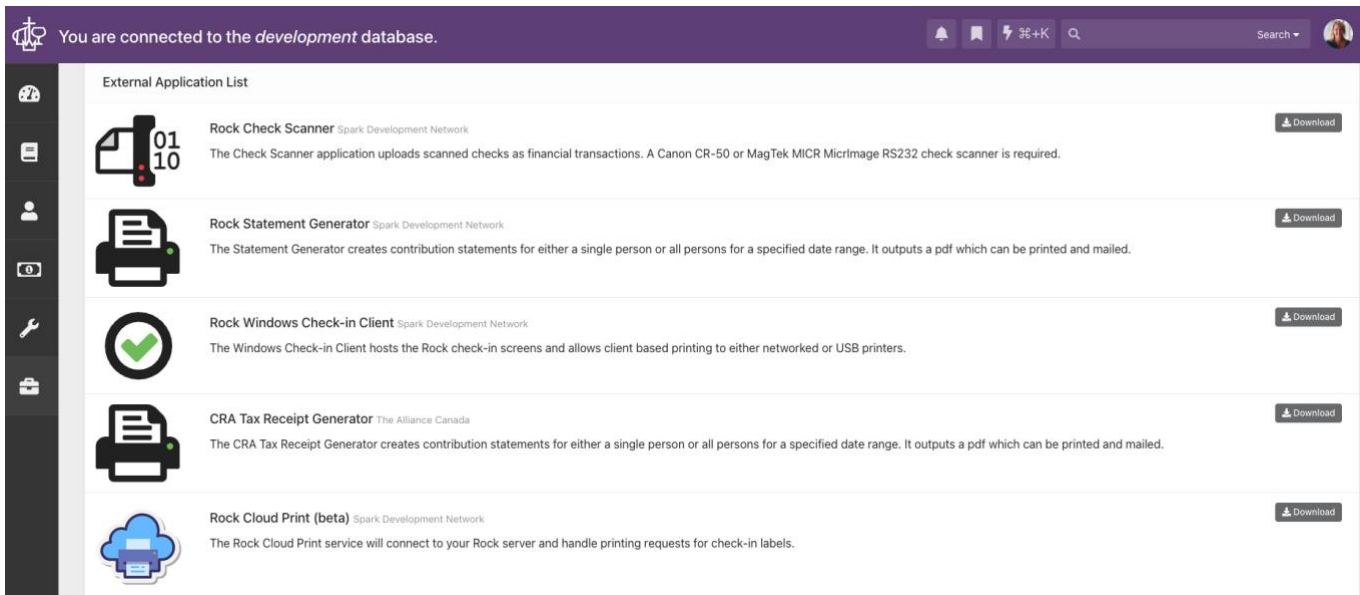 You are connected to the development database.
⌘+K
Search
External Application List
01
10
Rock Check Scanner Spark Development Network
Download
The Check Scanner application uploads scanned checks as financial transactions. A Canon CR-50 or MagTek MICR MicrImage RS232 check scanner is required.
Rock Statement Generator Spark Development Network
Download
The Statement Generator creates contribution statements for either a single person or all persons for a specified date range. It outputs a pdf which can be printed and mailed.
Rock Windows Check-in Client Spark Development Network
Download
The Windows Check-in Client hosts the Rock check-in screens and allows client based printing to either networked or USB printers.
CRA Tax Receipt Generator The Alliance Canada
Download
The CRA Tax Receipt Generator creates contribution statements for either a single person or all persons for a specified date range. It outputs a pdf which can be printed and mailed.
Rock Cloud Print (beta) Spark Development Network
Download
The Rock Cloud Print service will connect to your Rock server and handle printing requests for check-in labels.